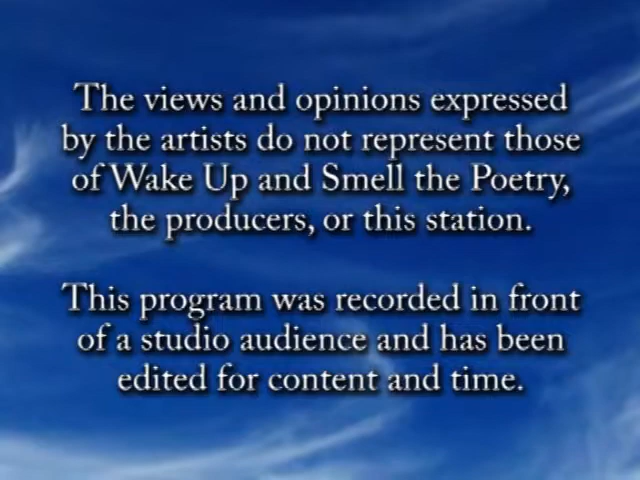 The views and opinions expressed
by the artists do not represent those
of Wake Up and Smell the Poetry,
the producers, or this station.
This program was recorded in front
of a studio audience and has been
edited for content and time.